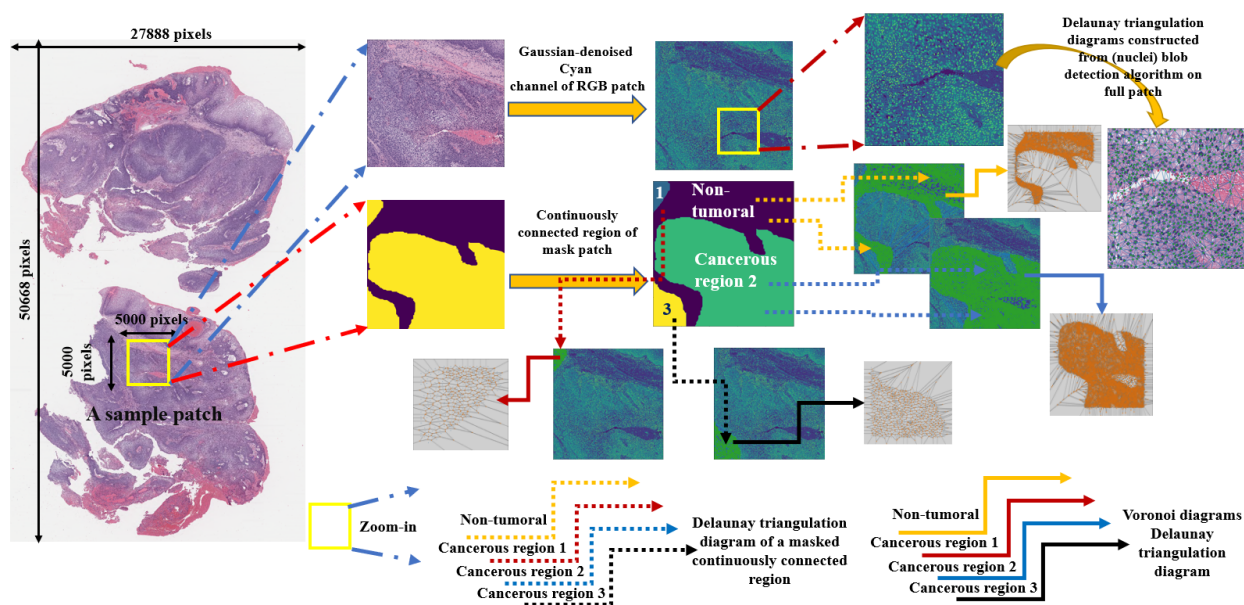 27888 pixels
50668 pixels
5000 pixels
5000
pixels
A sample patch
Gaussian-denoised
Cyan
channel of RGB patch
Delaunay triangulation
diagrams constructed
from (nuclei) blob
detection algorithm on
full patch
Continuously
connected region of
mask patch
1
Non-
tumoral
Cancerous
region 2
3
Zoom-in
Non-tumoral
Cancerous region 1
Cancerous region 2
Cancerous region 3
Delaunay triangulation
diagram of a masked
continuously connected
region
Non-tumoral
Cancerous region 1
Cancerous region 2
Cancerous region 3
Voronoi diagrams
Delaunay
triangulation
diagram